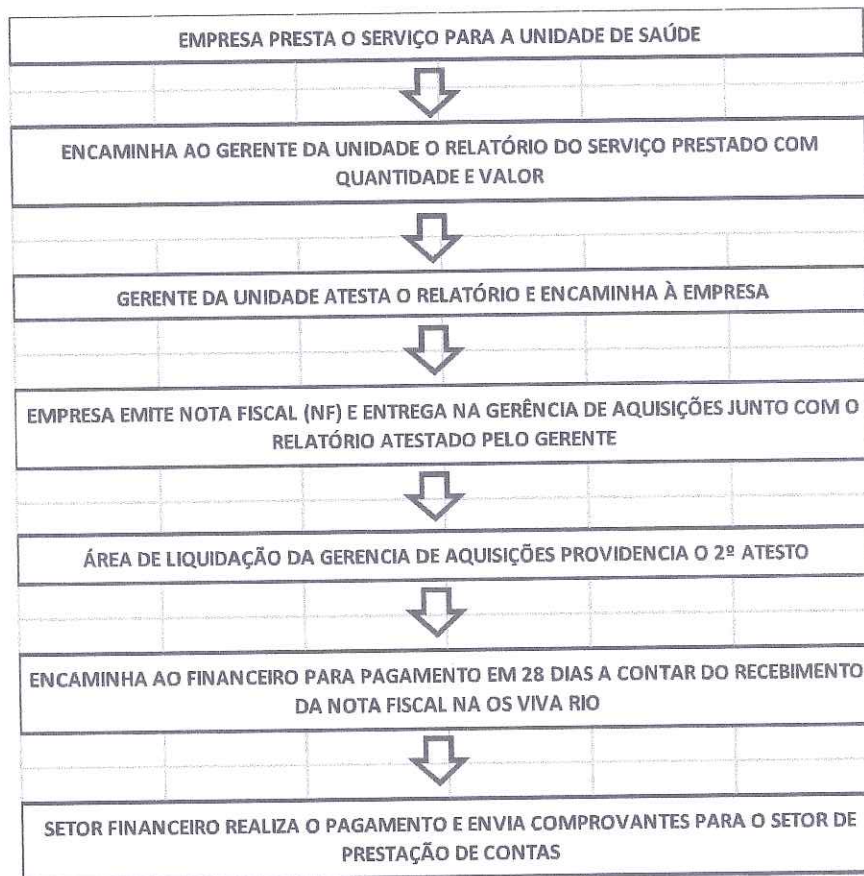 EMPRESA PRESTA O SERVIÇO PARA A UNIDADE DE SAÚDE
ENCAMINHA AO GERENTE DA UNIDADE O RELATÓRIO DO SERVIÇO PRESTADO COM
QUANTIDADE E VALOR
GERENTE DA UNIDADE ATESTA O RELATÓRIO E ENCAMINHA À EMPRESA
EMPRESA EMITE NOTA FISCAL (NF) E ENTREGA NA GERÊNCIA DE AQUISIÇÕES JUNTO COM O
RELATÓRIO ATESTADO PELO GERENTE
ÁREA DE LIQUIDAÇÃO DA GERENCIA DE AQUISIÇÕES PROVIDENCIA O 2º ATESTO
ENCAMINHA AO FINANCEIRO PARA PAGAMENTO EM 28 DIAS A CONTAR DO RECEBIMENTO
DA NOTA FISCAL NA OS VIVA RIO
SETOR FINANCEIRO REALIZA O PAGAMENTO E ENVIA COMPROVANTES PARA O SETOR DE
PRESTAÇÃO DE CONTAS